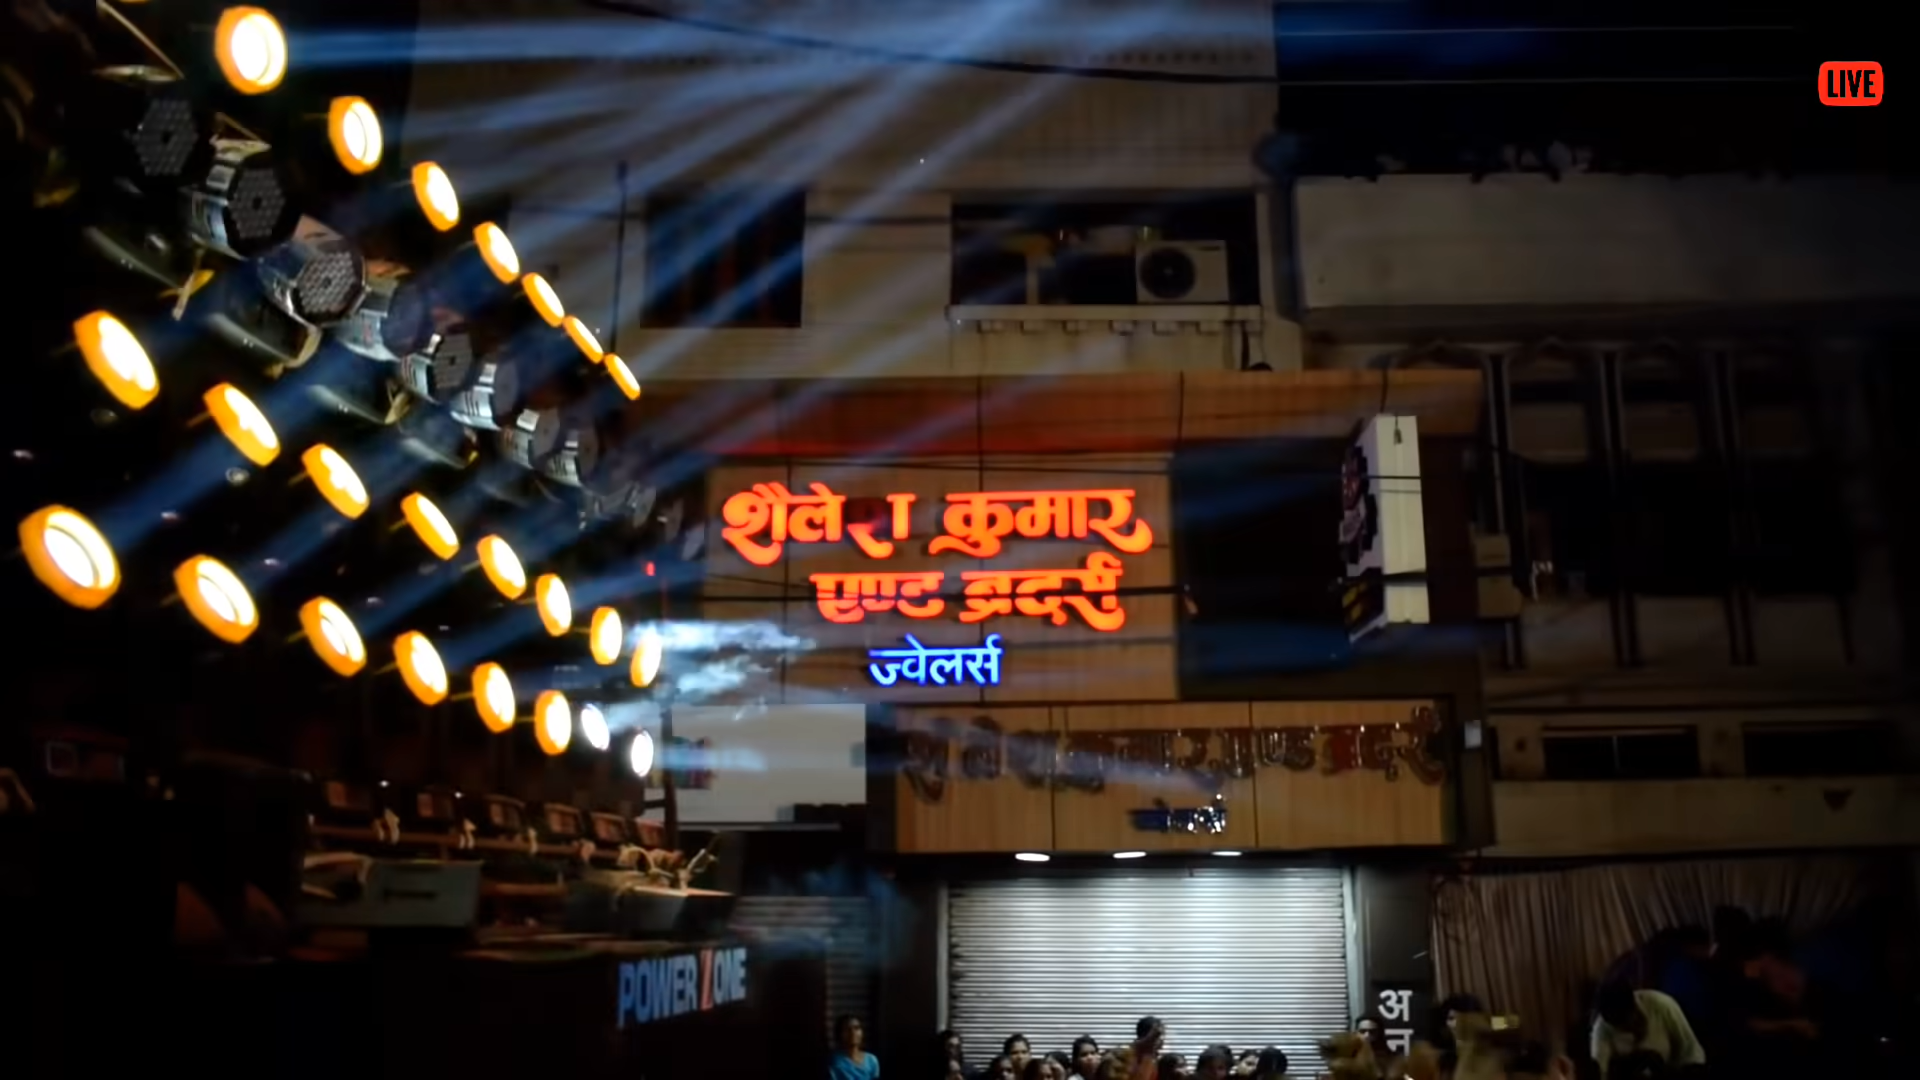 LIVE
शैलेश कुमार
एण्ड ब्रदर्स
ज्वेलर्स
POWER ZONE
अ
न